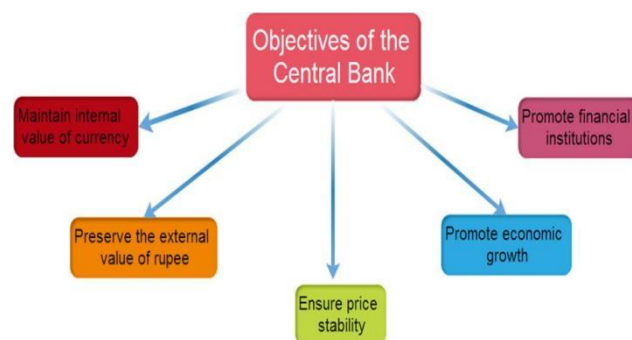 Objectives of the
Central Bank
Maintain internal
value of currency
Promote financial
institutions
Preserve the external
value of rupee
Promote economic
growth
Ensure price
stability